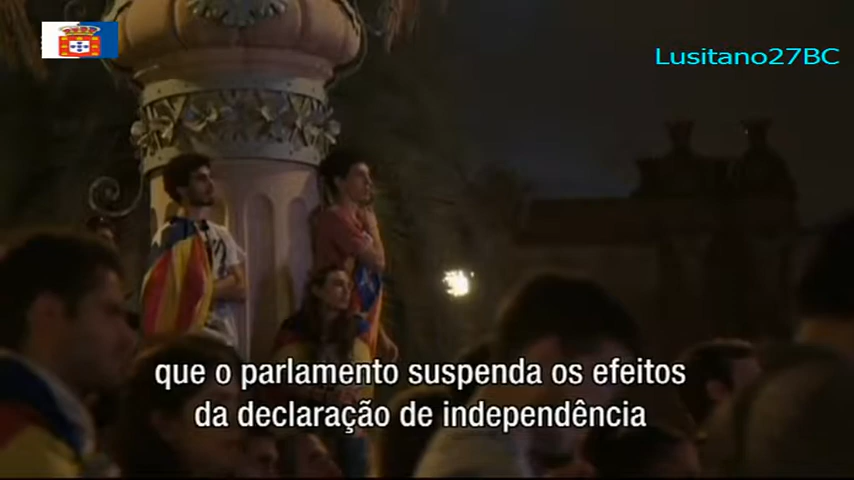 Lusitano27BC
que o parlamento suspenda os efeitos
da declaração de independência